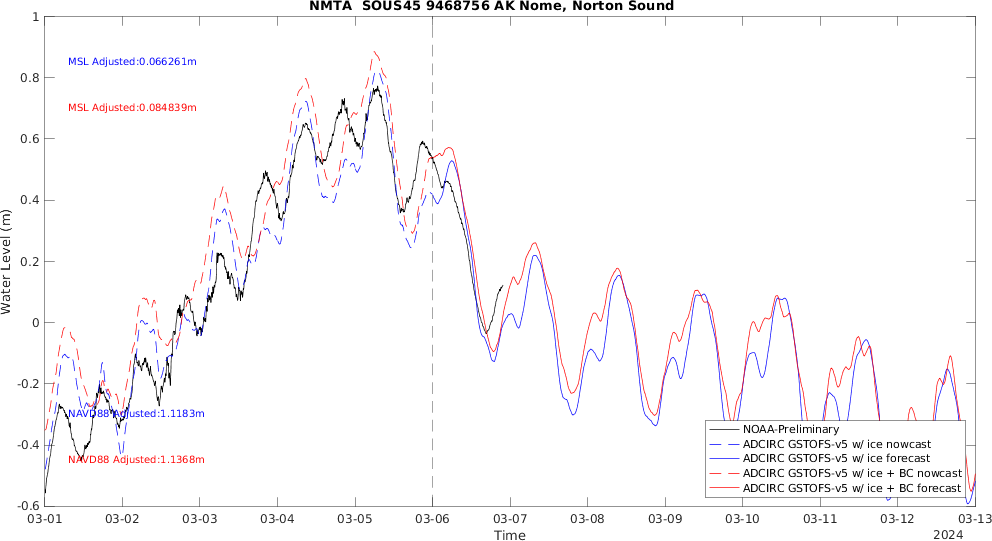 NMTA  SOUS45 9468756 AK Nome, Norton Sound
1
0.8
0.6
0.4
0.2
0
-0.2
-0.4
-0.6
Water Level (m)
MSL Adjusted:0.066261m
MSL Adjusted:0.084839m
NAVD88 Adjusted:1.1183m
NAVD88 Adjusted:1.1368m
NOAA-Preliminary
ADCIRC GSTOFS-v5 w/ ice nowcast
ADCIRC GSTOFS-v5 w/ ice forecast
ADCIRC GSTOFS-v5 w/ ice + BC nowcast
ADCIRC GSTOFS-v5 w/ ice + BC forecast
03-01 03-02 03-03 03-04 03-05 03-06 03-07 03-08 03-09 03-10 03-11 03-12 03-13
Time
2024